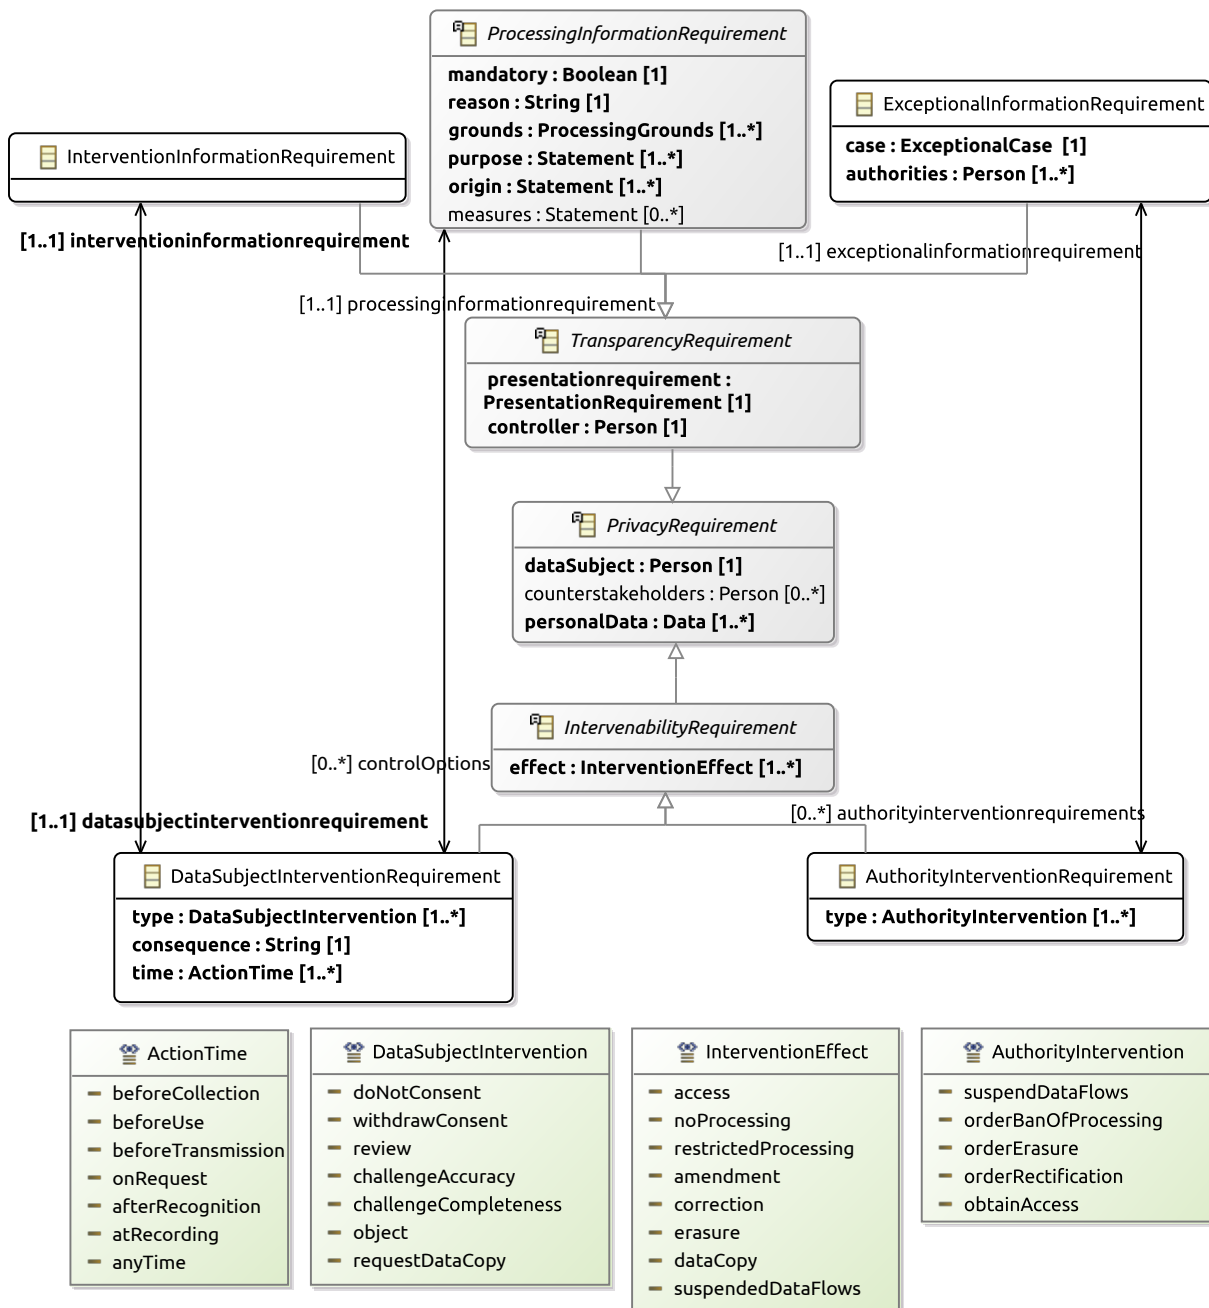 ProcessingInformationRequirement
mandatory : Boolean [1]
reason : String [1]
grounds : ProcessingGrounds [1..*]
purpose : Statement [1..*]
origin : Statement [1..*]
measures : Statement [0..*]
ExceptionalInformationRequirement
case : ExceptionalCase [1]
authorities : Person [1..*]
InterventionInformationRequirement
[1..1] interventioninformationrequirement
[1..1] exceptionalinformationrequirement
[1..1] processinginformationrequirement
TransparencyRequirement
presentationrequirement :
PresentationRequirement [1]
controller : Person [1]
PrivacyRequirement
dataSubject : Person [1]
counterstakeholders : Person [0..*]
personalData : Data [1..*]
IntervenabilityRequirement
effect : InterventionEffect [1..*]
[0..*] controlOptions
[1..1] datasubjectinterventionrequirement
[0..*] authorityinterventionrequirements
DataSubjectInterventionRequirement
type : DataSubjectIntervention [1..*]
consequence : String [1]
time : ActionTime [1..*]
AuthorityInterventionRequirement
type : AuthorityIntervention [1..*]
ActionTime
beforeCollection
beforeUse
beforeTransmission
onRequest
afterRecognition
atRecording
anyTime
DataSubjectIntervention
doNotConsent
withdrawConsent
review
challengeAccuracy
challengeCompleteness
object
requestDataCopy
InterventionEffect
access
noProcessing
restrictedProcessing
amendment
correction
erasure
dataCopy
suspendedDataFlows
AuthorityIntervention
suspendDataFlows
orderBanOfProcessing
orderErasure
orderRectification
obtainAccess